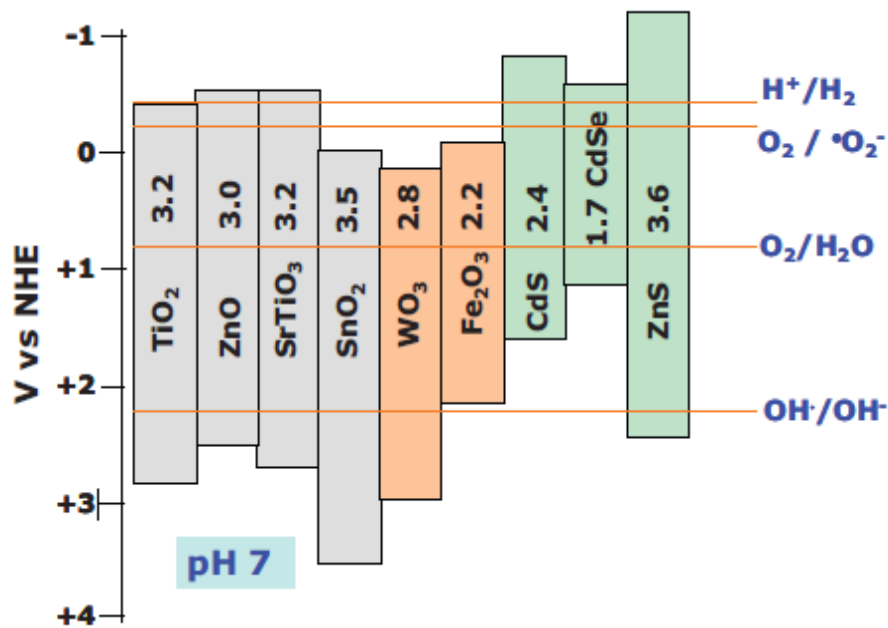 V vs NHE
-1
0
+1
+2
+3
+4
TiO₂ 3.2
ZnO 3.0
SrTiO₃ 3.2
SnO₂ 3.5
WO₃ 2.8
Fe₂O₃ 2.2
CdS 2.4
1.7 CdSe
ZnS 3.6
H⁺/H₂
O₂ / •O₂⁻
O₂/H₂O
OH·/OH⁻
pH 7